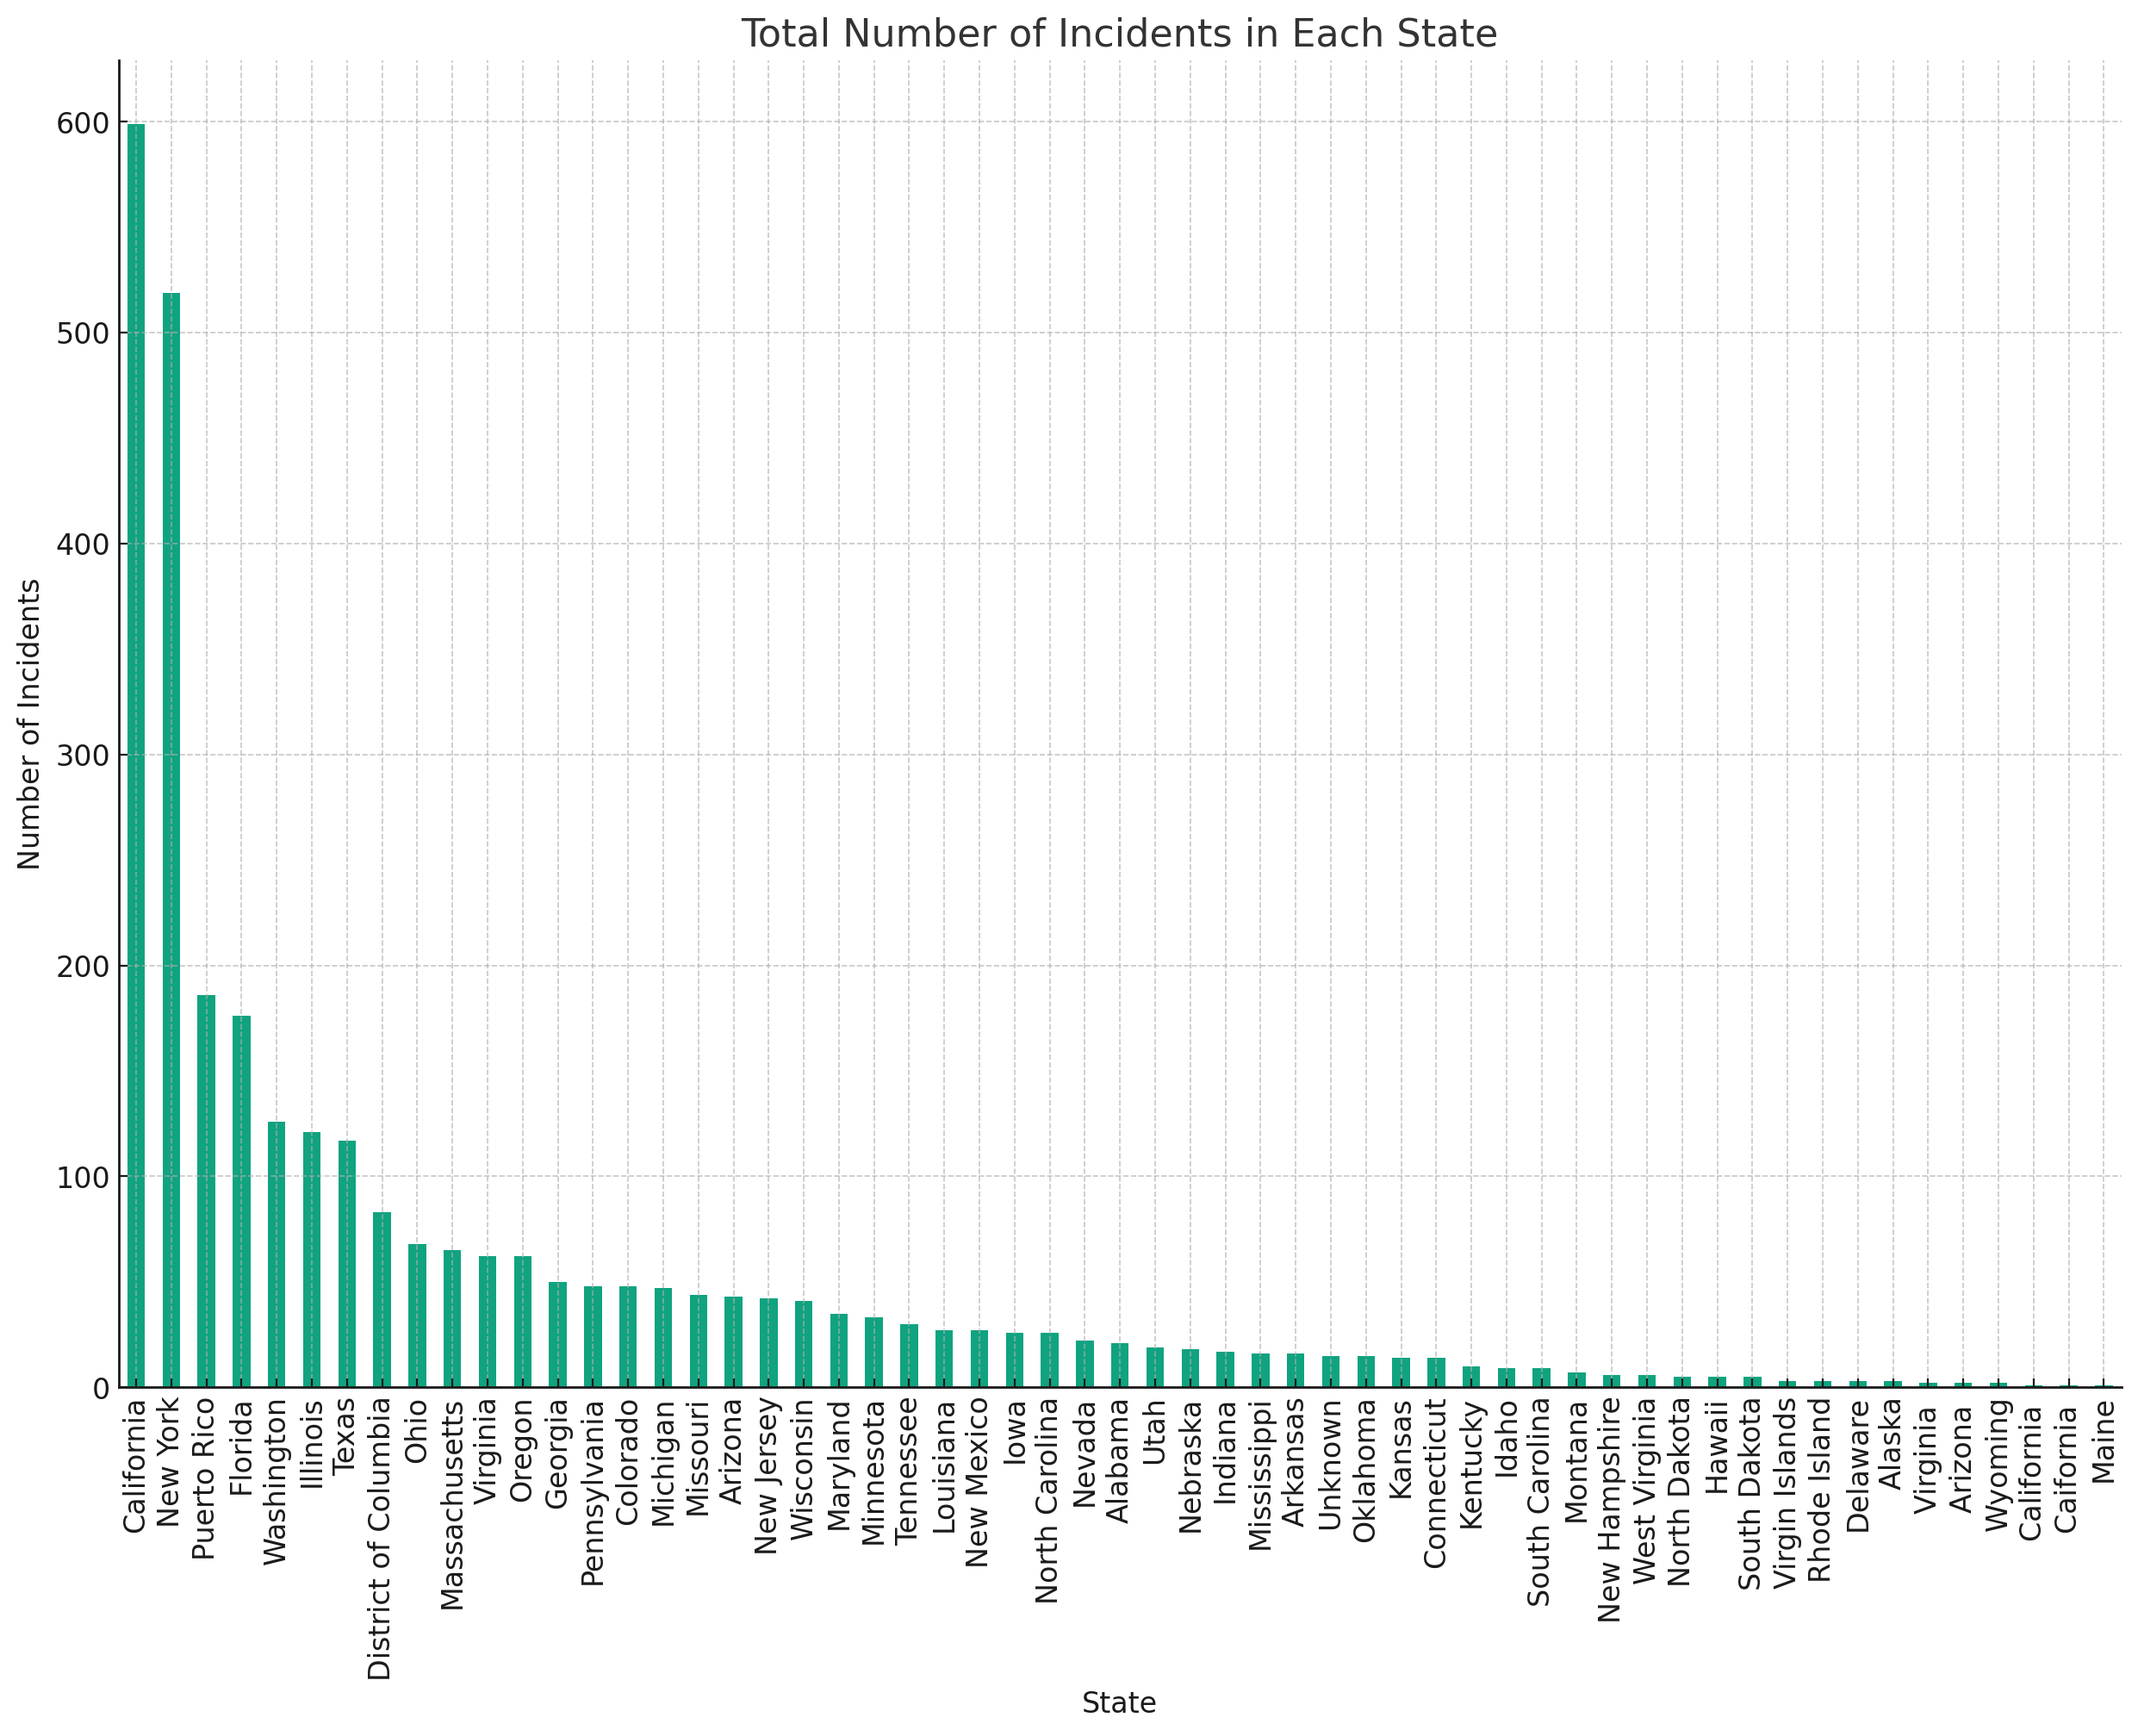 Total Number of Incidents in Each State
Number of Incidents
600
500
400
300
200
100
0
California
New York
Puerto Rico
Florida
Washington
Illinois
Texas
District of Columbia
Ohio
Massachusetts
Virginia
Oregon
Georgia
Pennsylvania
Colorado
Michigan
Missouri
Arizona
New Jersey
Wisconsin
Maryland
Minnesota
Tennessee
Louisiana
New Mexico
Iowa
North Carolina
Nevada
Alabama
Utah
Nebraska
Indiana
Mississippi
Arkansas
Unknown
Oklahoma
Kansas
Connecticut
Kentucky
Idaho
South Carolina
Montana
New Hampshire
West Virginia
North Dakota
Hawaii
South Dakota
Virgin Islands
Rhode Island
Delaware
Alaska
Virginia
Arizona
Wyoming
California
Caifornia
Maine
State